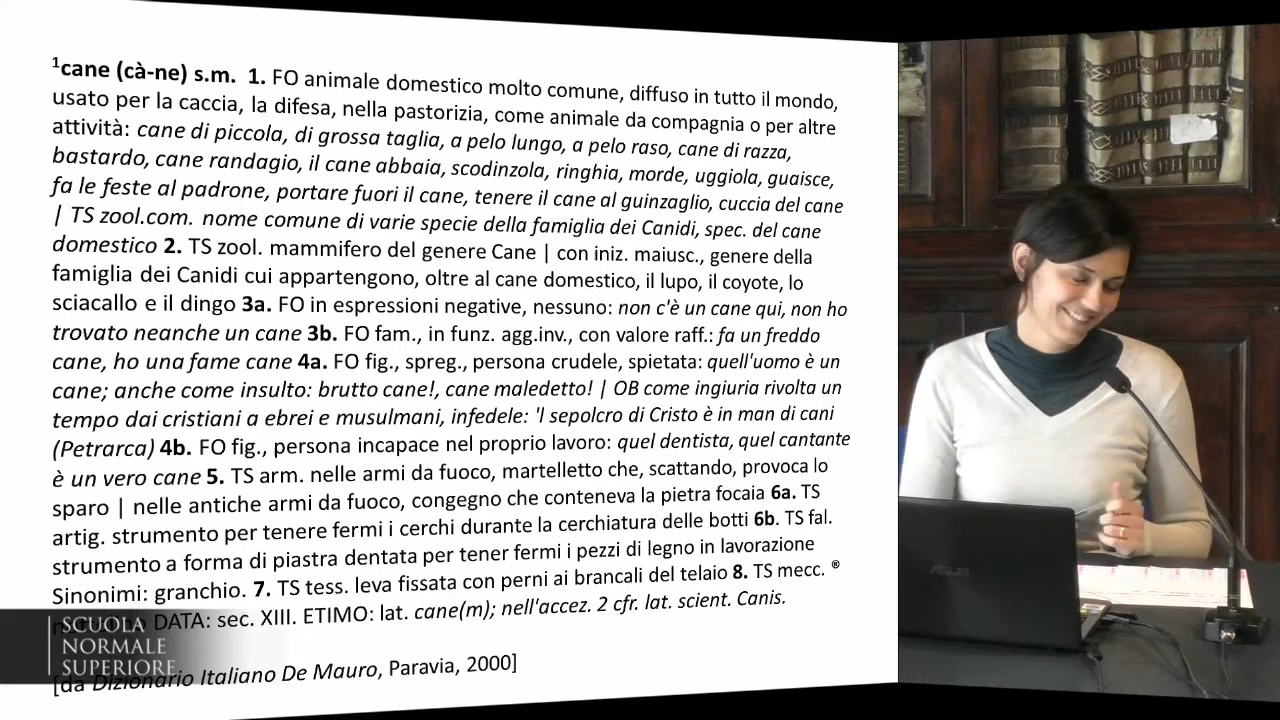 ¹cane (cà-ne) s.m. 1. FO animale domestico molto comune, diffuso in tutto il mondo,
usato per la caccia, la difesa, nella pastorizia, come animale da compagnia o per altre
attività: cane di piccola, di grossa taglia, a pelo lungo, a pelo raso, cane di razza,
bastardo, cane randagio, il cane abbaia, scodinzola, ringhia, morde, uggiola, guaisce,
fa le feste al padrone, portare fuori il cane, tenere il cane al guinzaglio, cuccia del cane
| TS zool.com. nome comune di varie specie della famiglia dei Canidi, spec. del cane
domestico 2. TS zool. mammifero del genere Cane | con iniz. maiusc., genere della
famiglia dei Canidi cui appartengono, oltre al cane domestico, il lupo, il coyote, lo
sciacallo e il dingo 3a. FO in espressioni negative, nessuno: non c'è un cane qui, non ho
trovato neanche un cane 3b. FO fam., in funz. agg.inv., con valore raff.: fa un freddo
cane, ho una fame cane 4a. FO fig., spreg., persona crudele, spietata: quell'uomo è un
cane; anche come insulto: brutto cane!, cane maledetto! | OB come ingiuria rivolta un
tempo dai cristiani a ebrei e musulmani, infedele: 'l sepolcro di Cristo è in man di cani
(Petrarca) 4b. FO fig., persona incapace nel proprio lavoro: quel dentista, quel cantante
è un vero cane 5. TS arm. nelle armi da fuoco, martelletto che, scattando, provoca lo
sparo | nelle antiche armi da fuoco, congegno che conteneva la pietra focaia 6a. TS
artig. strumento per tenere fermi i cerchi durante la cerchiatura delle botti 6b. TS fal.
strumento a forma di piastra dentata per tener fermi i pezzi di legno in lavorazione
Sinonimi: granchio. 7. TS tess. leva fissata con perni ai brancali del telaio 8. TS mecc. ®
DATA: sec. XIII. ETIMO: lat. cane(m); nell'accez. 2 cfr. lat. scient. Canis.
[da Dizionario Italiano De Mauro, Paravia, 2000]
SCUOLA
NORMALE
SUPERIORE
ASUS